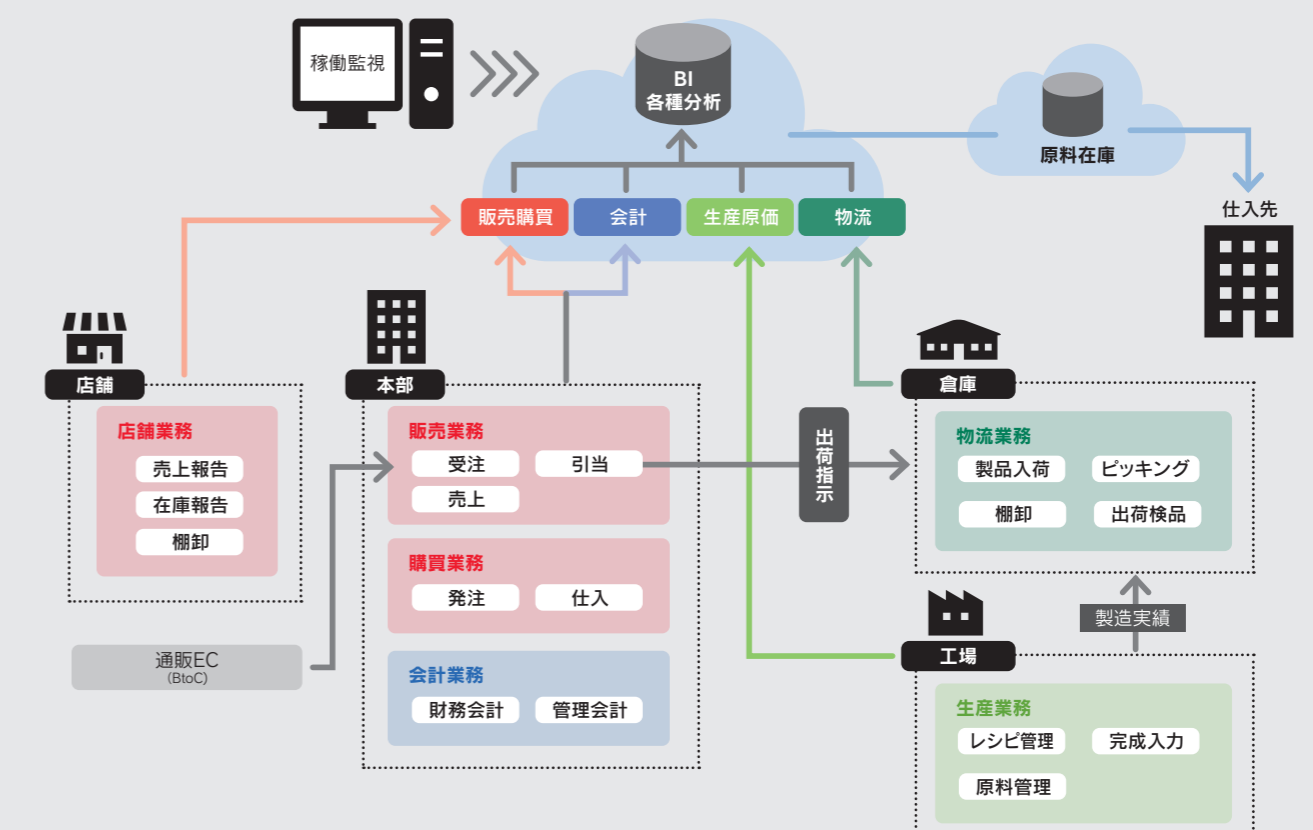 稼働監視
BI
各種分析
原料在庫
仕入先
販売購買
会計
生産原価
物流
店舗
店舗業務
売上報告
在庫報告
棚卸
通販EC
(BtoC)
本部
販売業務
受注
引当
売上
購買業務
発注
仕入
会計業務
財務会計
管理会計
出荷指示
倉庫
物流業務
製品入荷
ピッキング
棚卸
出荷検品
製造実績
工場
生産業務
レシピ管理
完成入力
原料管理